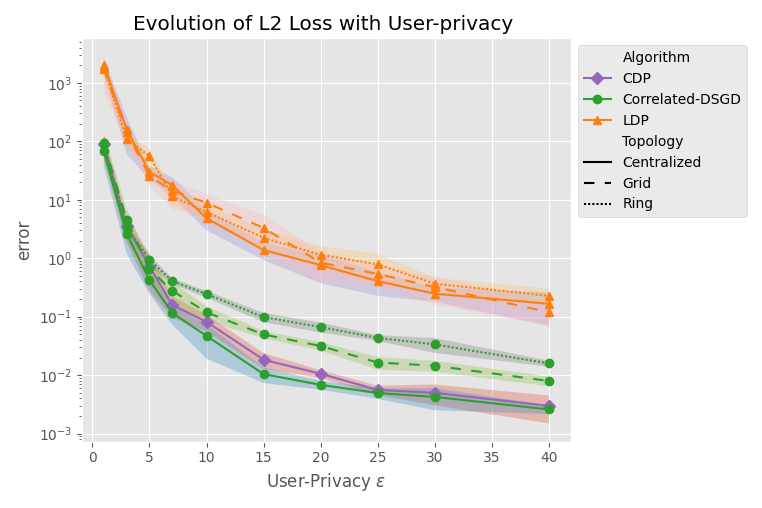 Evolution of L2 Loss with User-privacy
error
10³
10²
10¹
10⁰
10⁻¹
10⁻²
10⁻³
0 5 10 15 20 25 30 35 40
User-Privacy ε
Algorithm
CDP
Correlated-DSGD
LDP
Topology
Centralized
Grid
Ring